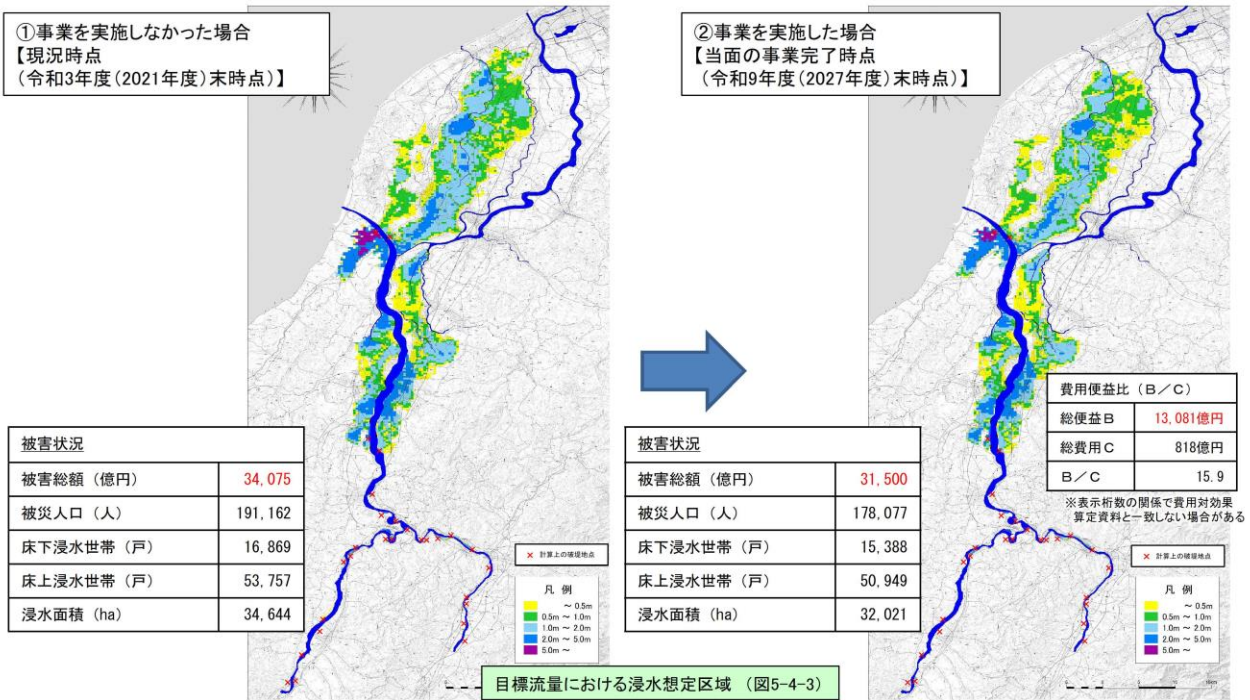 ①事業を実施しなかった場合
【現況時点
（令和3年度（2021年度）末時点）】
被害状況
被害総額（億円） 34,075
被災人口（人） 191,162
床下浸水世帯（戸） 16,869
床上浸水世帯（戸） 53,757
浸水面積（ha） 34,644
× 計算上の破堤地点
凡 例
～ 0.5m
0.5m ～ 1.0m
1.0m ～ 2.0m
2.0m ～ 5.0m
5.0m ～
②事業を実施した場合
【当面の事業完了時点
（令和9年度（2027年度）末時点）】
被害状況
被害総額（億円） 31,500
被災人口（人） 178,077
床下浸水世帯（戸） 15,388
床上浸水世帯（戸） 50,949
浸水面積（ha） 32,021
費用便益比（B／C）
総便益B 13,081億円
総費用C 818億円
B／C 15.9
※表示桁数の関係で費用対効果
算定資料と一致しない場合がある
× 計算上の破堤地点
凡 例
～ 0.5m
0.5m ～ 1.0m
1.0m ～ 2.0m
2.0m ～ 5.0m
5.0m ～
目標流量における浸水想定区域 （図5-4-3）